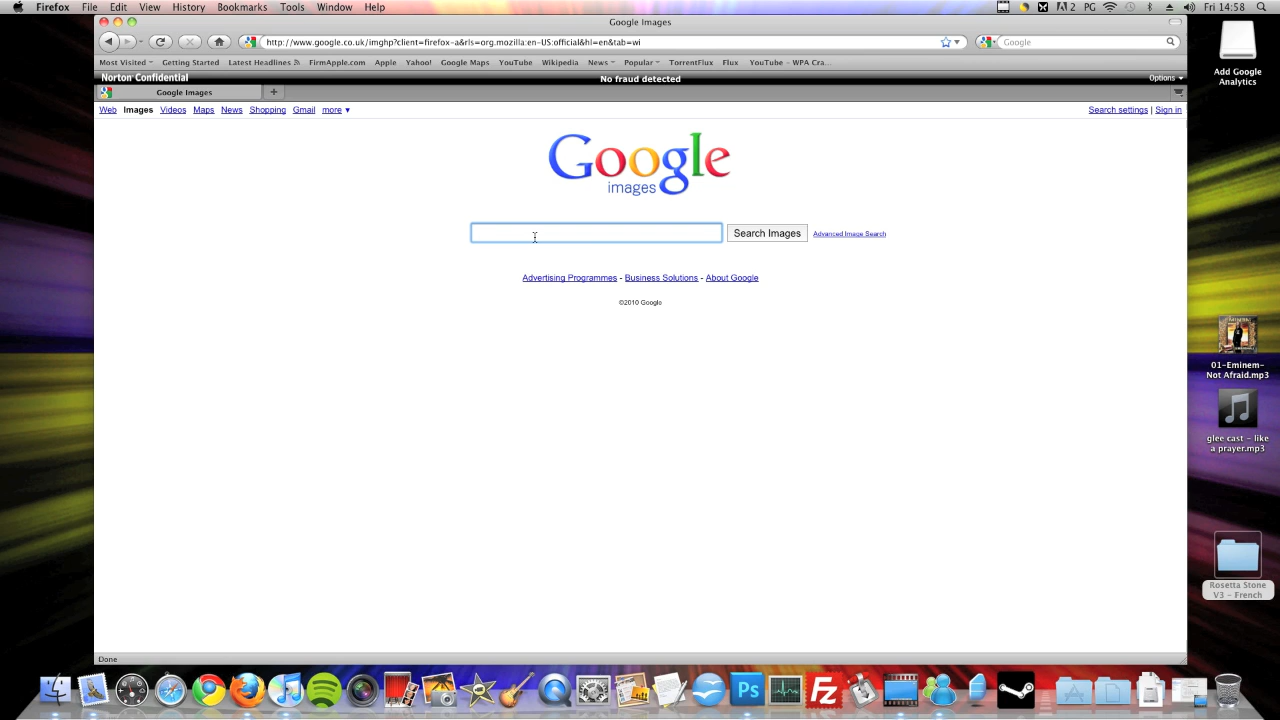 Firefox File Edit View History Bookmarks Tools Window Help A 2 PG Fri 14:58
Google Images
http://www.google.co.uk/imghp?client=firefox-a&rls=org.mozilla:en-US:official&hl=en&tab=wi Google
Most Visited Getting Started Latest Headlines FirmApple.com Apple Yahoo! Google Maps YouTube Wikipedia News Popular TorrentFlux Flux YouTube - WPA Cra...
Norton Confidential No fraud detected Options
Google Images +
Web Images Videos Maps News Shopping Gmail more ▼ Search settings | Sign in
Google
images
Search Images Advanced Image Search
Advertising Programmes - Business Solutions - About Google
©2010 Google
Done
Add Google
Analytics
01-Eminem-
Not Afraid.mp3
glee cast - like
a prayer.mp3
Rosetta Stone
V3 - French
Ps
Fz